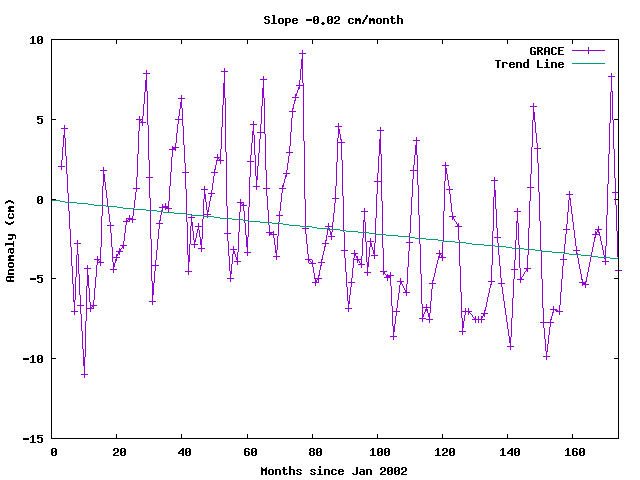 Slope -0.02 cm/month
GRACE
Trend Line
10
5
0
-5
-10
-15
Anomaly (cm)
0 20 40 60 80 100 120 140 160
Months since Jan 2002